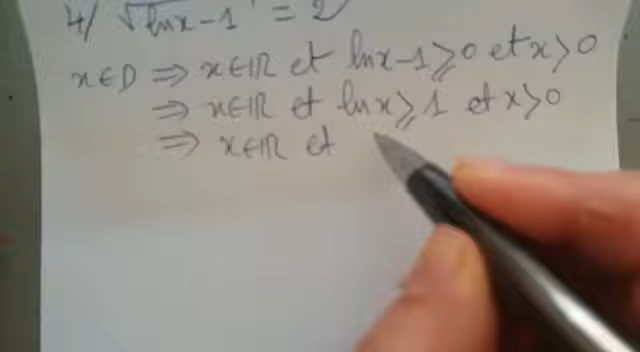 4/ √(lnx-1) = 2
x∈D ⇒ x∈ℝ et lnx-1⩾0 et x>0
⇒ x∈ℝ et lnx⩾1 et x>0
⇒ x∈ℝ et